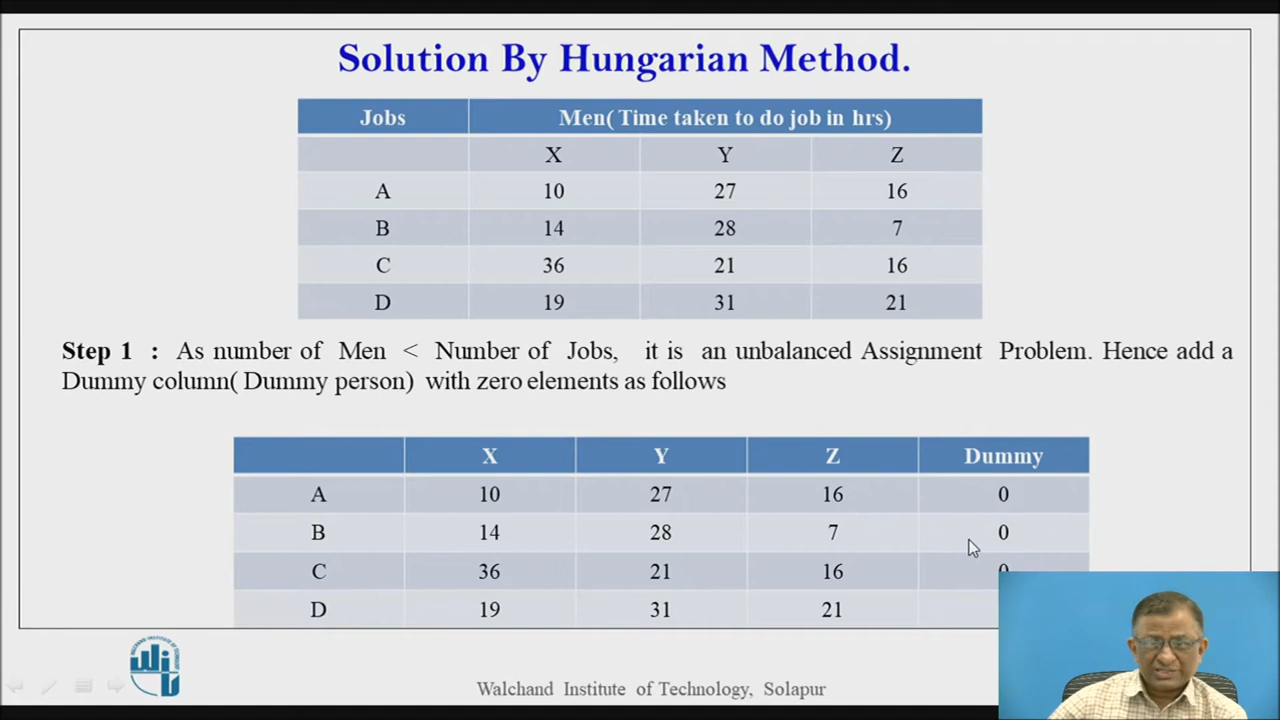 Solution By Hungarian Method.
Jobs Men( Time taken to do job in hrs)
X Y Z
A 10 27 16
B 14 28 7
C 36 21 16
D 19 31 21
Step 1 : As number of Men < Number of Jobs, it is an unbalanced Assignment Problem. Hence add a
Dummy column( Dummy person) with zero elements as follows
X Y Z Dummy
A 10 27 16 0
B 14 28 7 0
C 36 21 16 0
D 19 31 21
Walchand Institute of Technology, Solapur